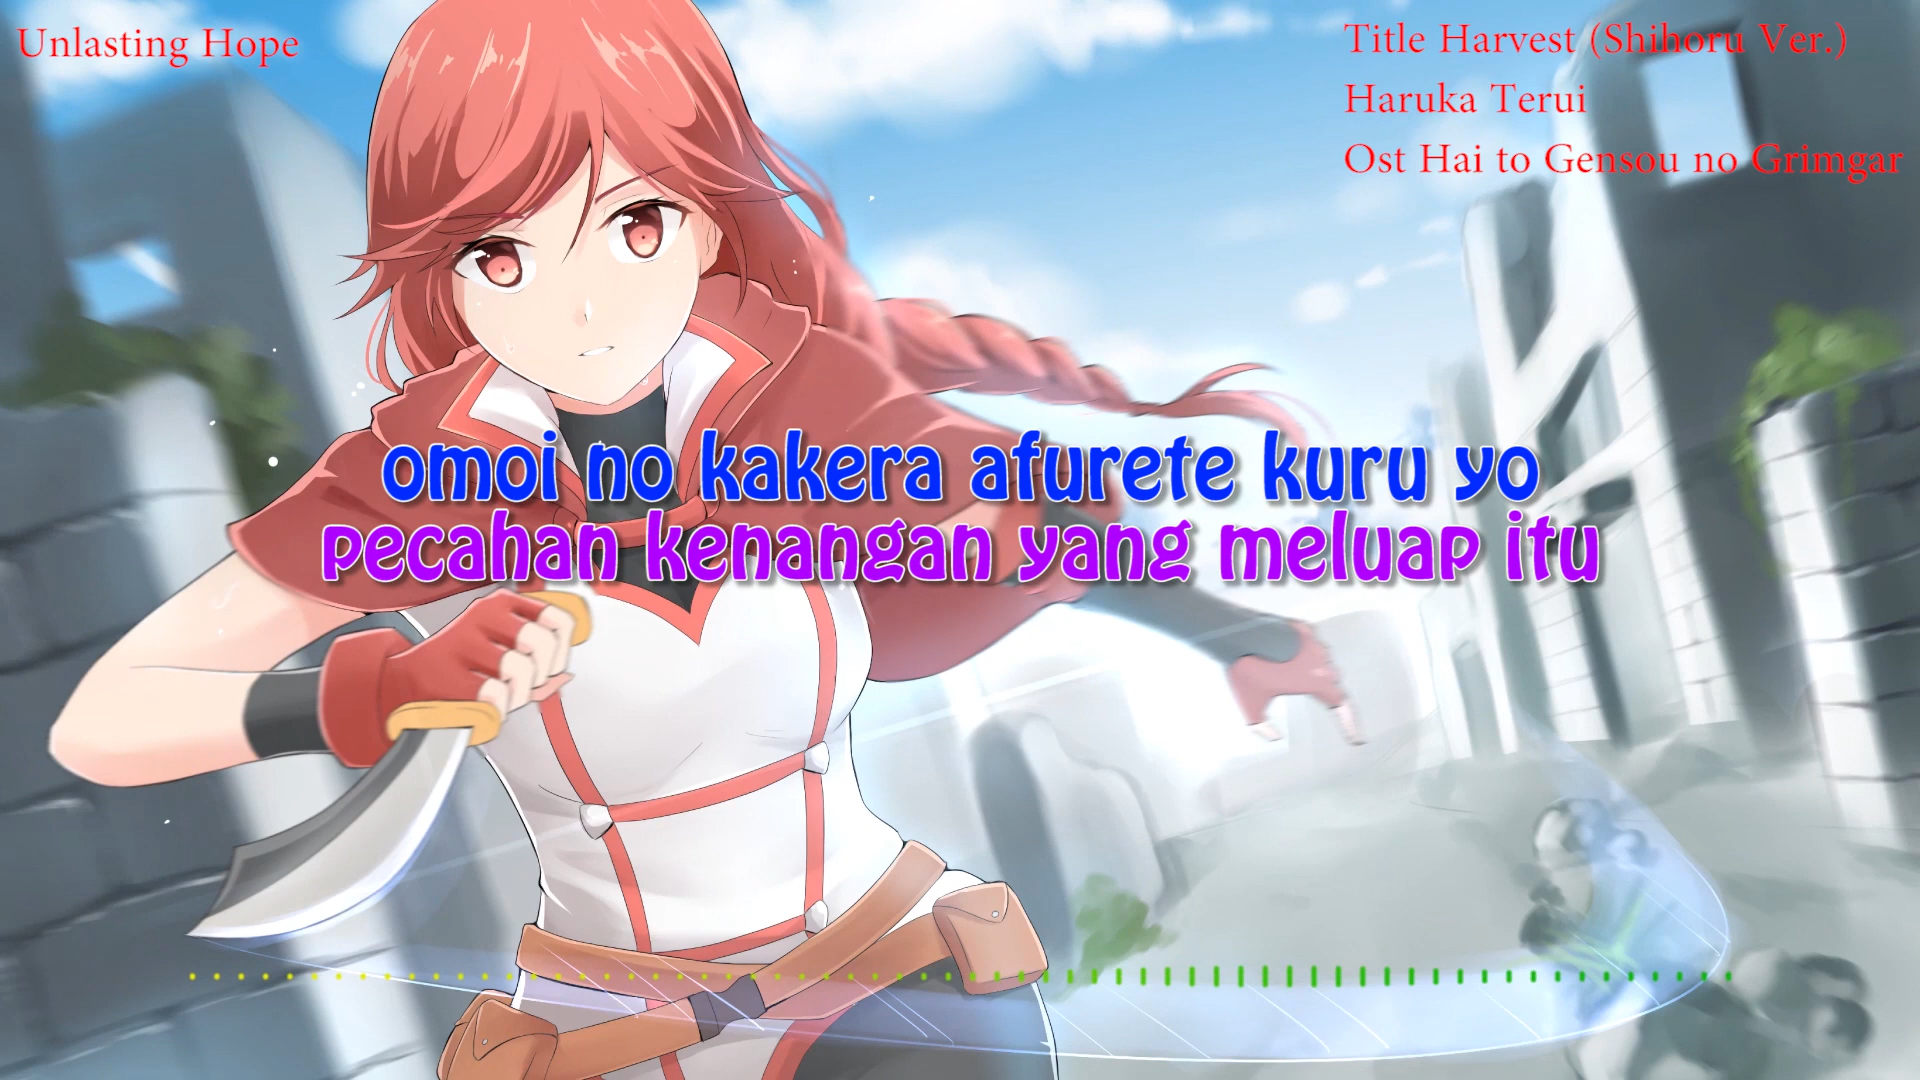 Unlasting Hope
Title Harvest (Shihoru Ver.)
Haruka Terui
Ost Hai to Gensou no Grimgar
omoi no kakera afurete kuru yo
pecahan kenangan yang meluap itu